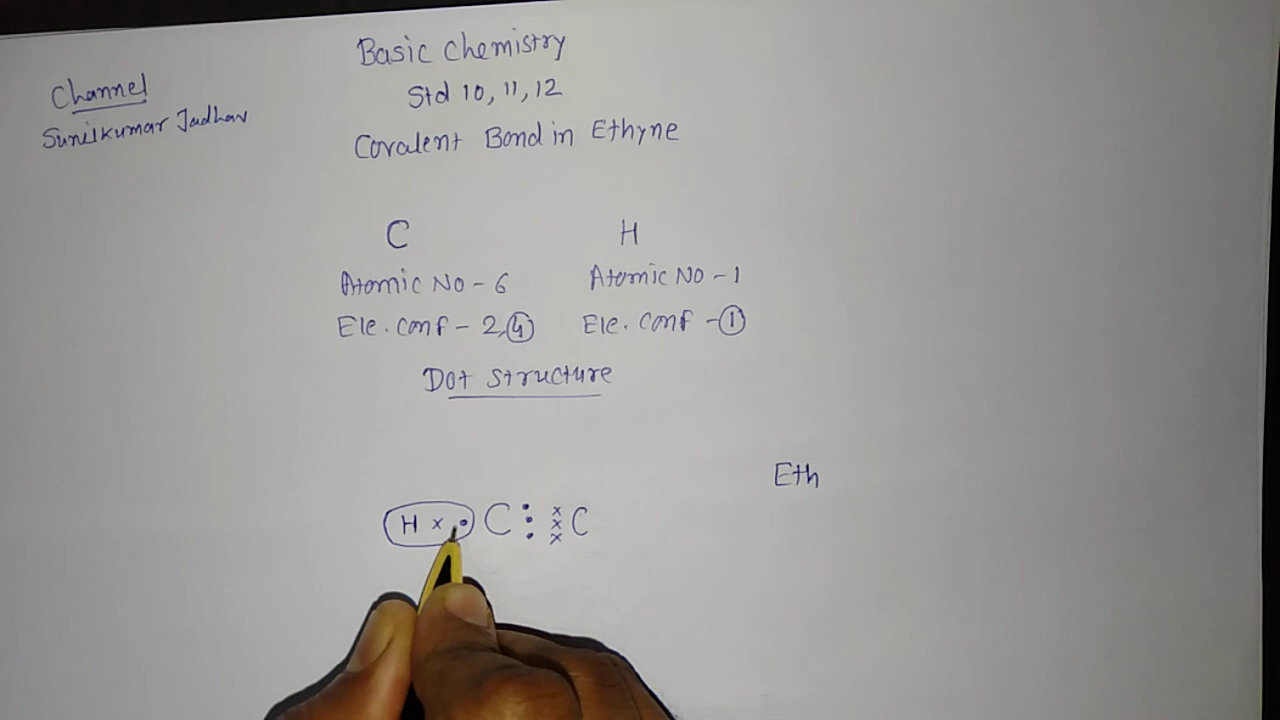 Channel
Sunilkumar Jadhav
Basic Chemistry
Std 10, 11, 12
Covalent Bond in Ethyne
C H
Atomic No - 6 Atomic No - 1
Ele. Conf - 2,4 Ele. Conf - 1
Dot Structure
Eth
H x • C ⋮ xxx C